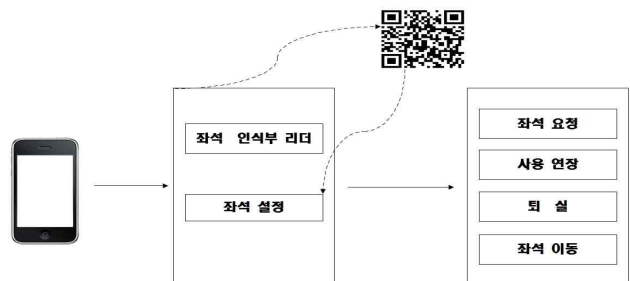 좌석 인식부 리더
좌석 설정
좌석 요청
사용 연장
퇴 실
좌석 이동